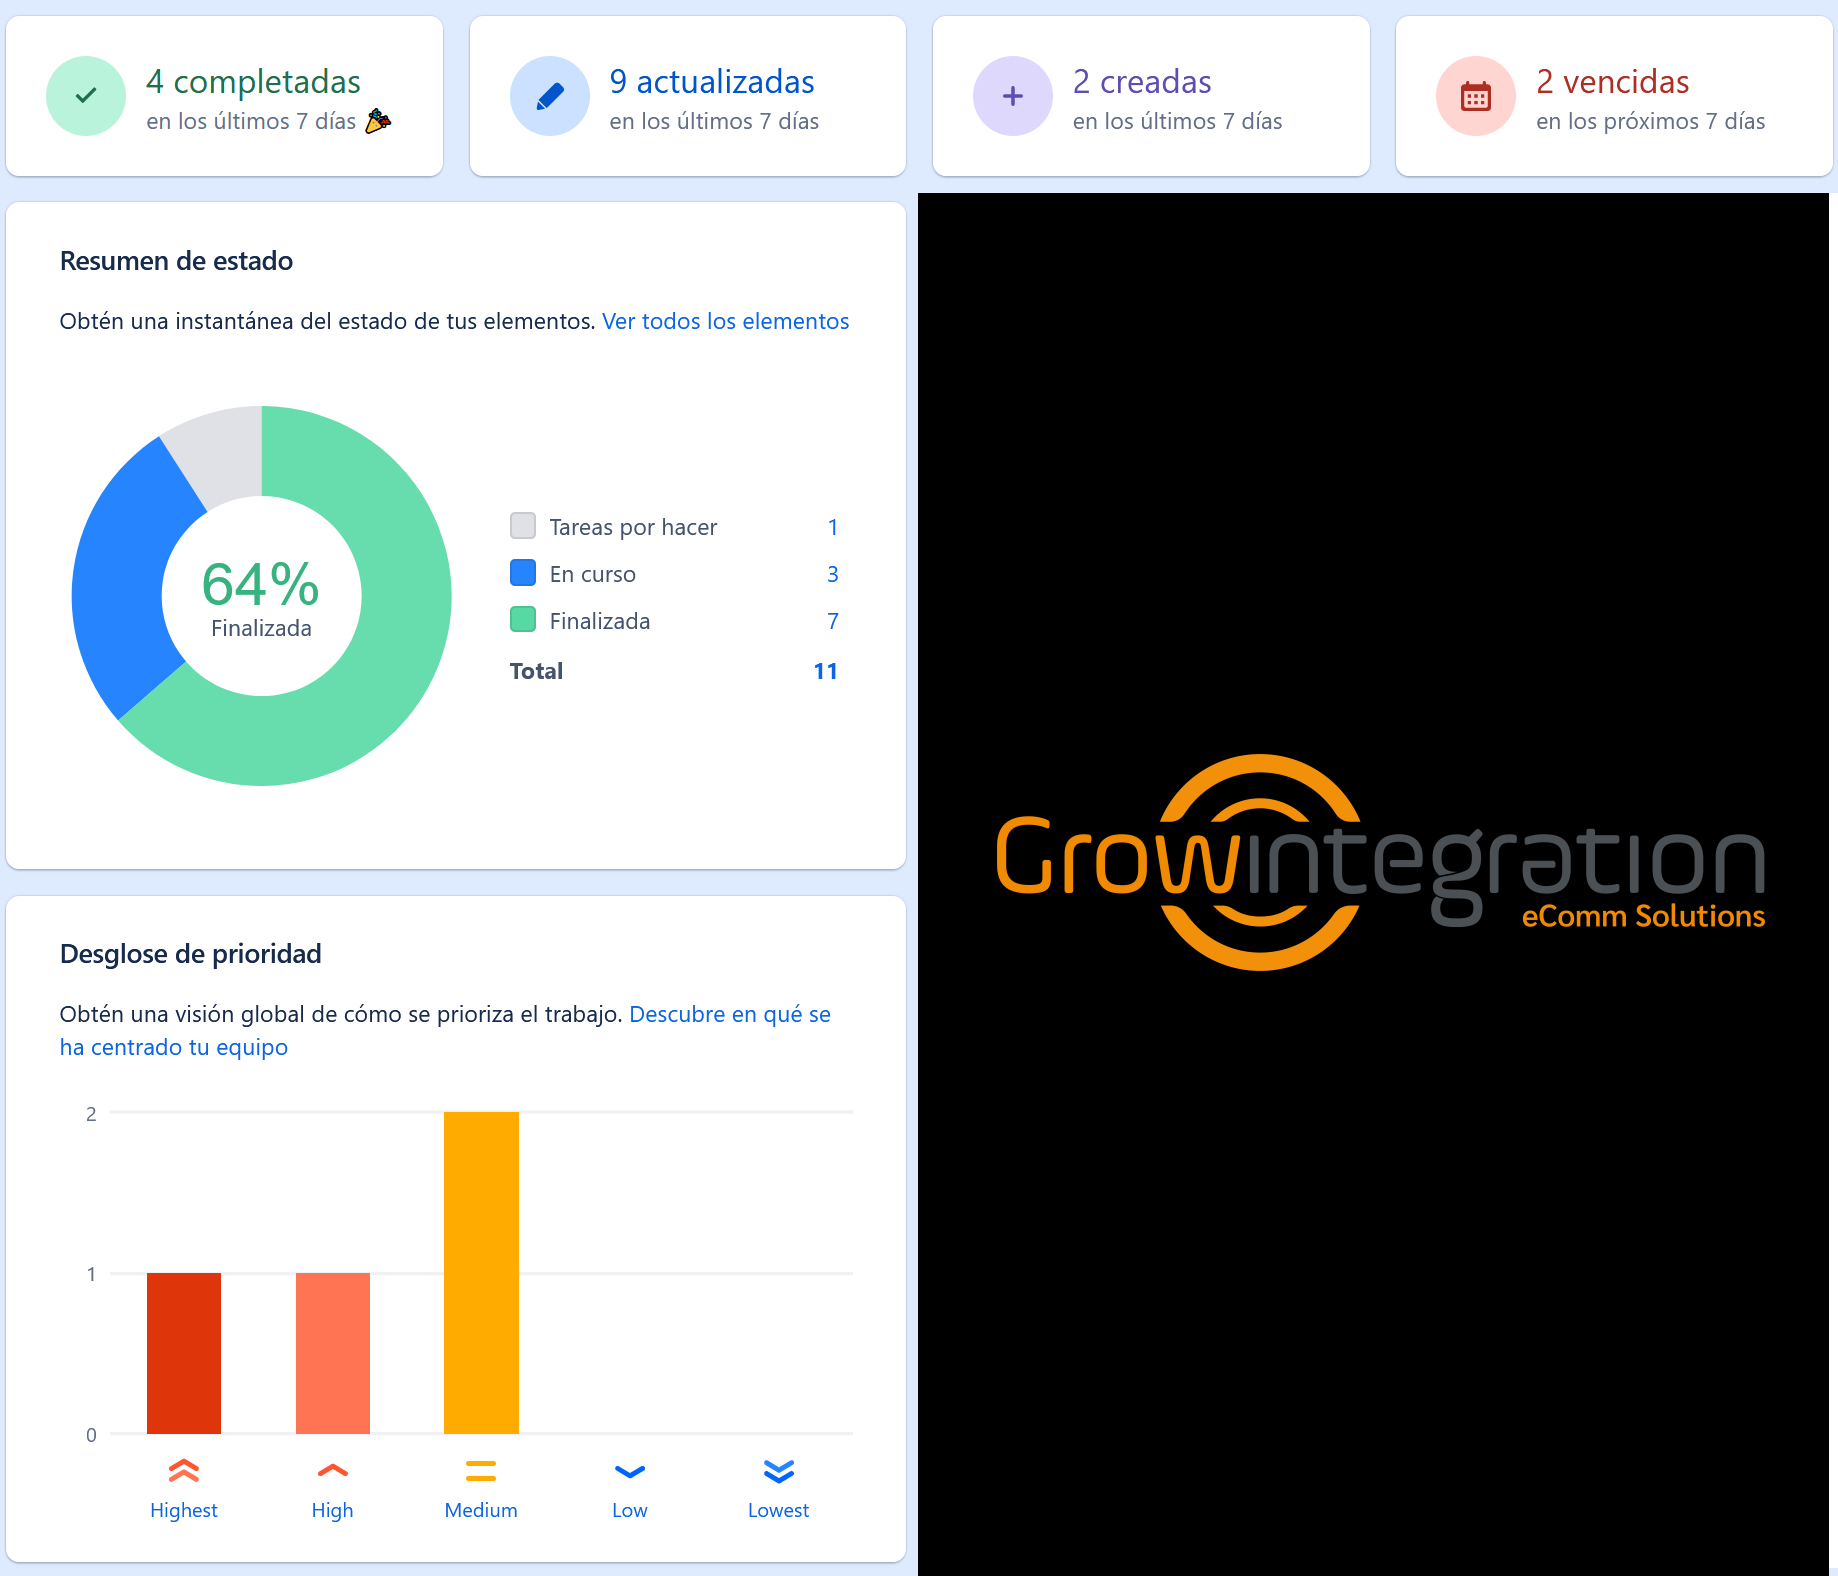 4 completadas
en los últimos 7 días 🎉
9 actualizadas
en los últimos 7 días
2 creadas
en los últimos 7 días
2 vencidas
en los próximos 7 días
Resumen de estado
Obtén una instantánea del estado de tus elementos. Ver todos los elementos
64%
Finalizada
Tareas por hacer 1
En curso 3
Finalizada 7
Total 11
Growintegration
eComm Solutions
Desglose de prioridad
Obtén una visión global de cómo se prioriza el trabajo. Descubre en qué se
ha centrado tu equipo
2
1
0
Highest High Medium Low Lowest